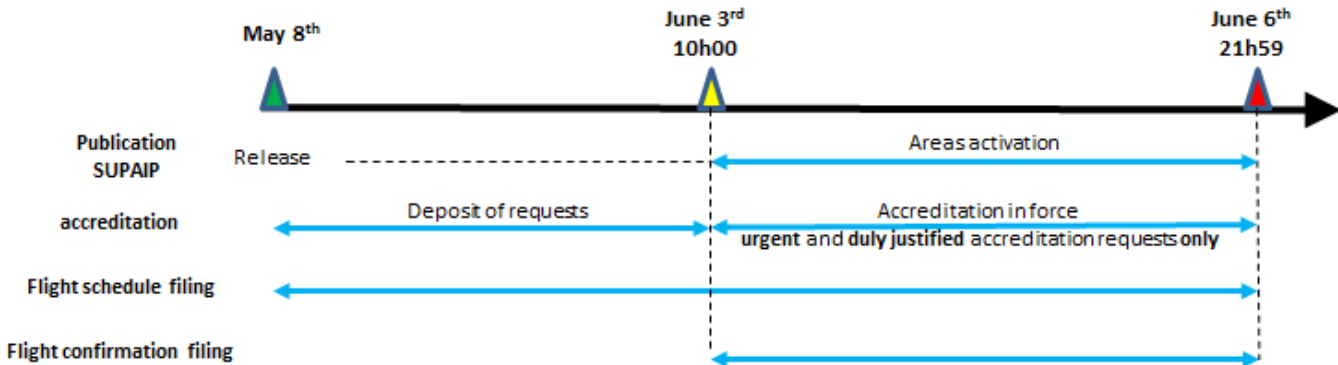 May 8th
June 3rd
10h00
June 6th
21h59
Publication
SUPAIP
Release
Areas activation
accreditation
Deposit of requests
Accreditation in force
urgent and duly justified accreditation requests only
Flight schedule filing
Flight confirmation filing